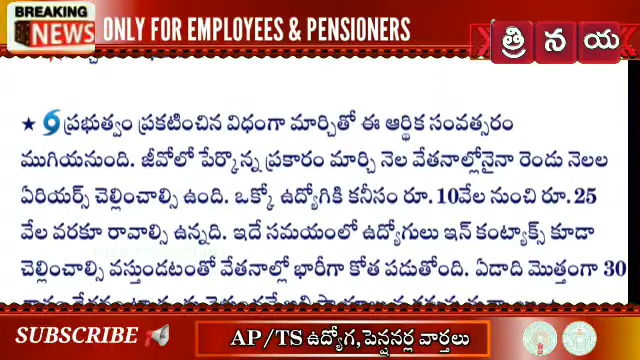 BREAKING
NEWS
ONLY FOR EMPLOYEES & PENSIONERS
త్రి న య
★ ప్రభుత్వం ప్రకటించిన విధంగా మార్చితో ఈ ఆర్థిక సంవత్సరం
ముగియనుంది. జీవోలో పేర్కొన్న ప్రకారం మార్చి నెల వేతనాల్లోనైనా రెండు నెలల
ఏరియర్స్ చెల్లించాల్సి ఉంది. ఒక్కో ఉద్యోగికి కనీసం రూ.10వేల నుంచి రూ.25
వేల వరకూ రావాల్సి ఉన్నది. ఇదే సమయంలో ఉద్యోగులు ఇన్ కంట్యాక్స్ కూడా
చెల్లించాల్సి వస్తుండటంతో వేతనాల్లో భారీగా కోత పడుతోంది. ఏడాది మొత్తంగా 30
SUBSCRIBE
AP/TS ఉద్యోగ,పెన్షనర్ల వార్తలు